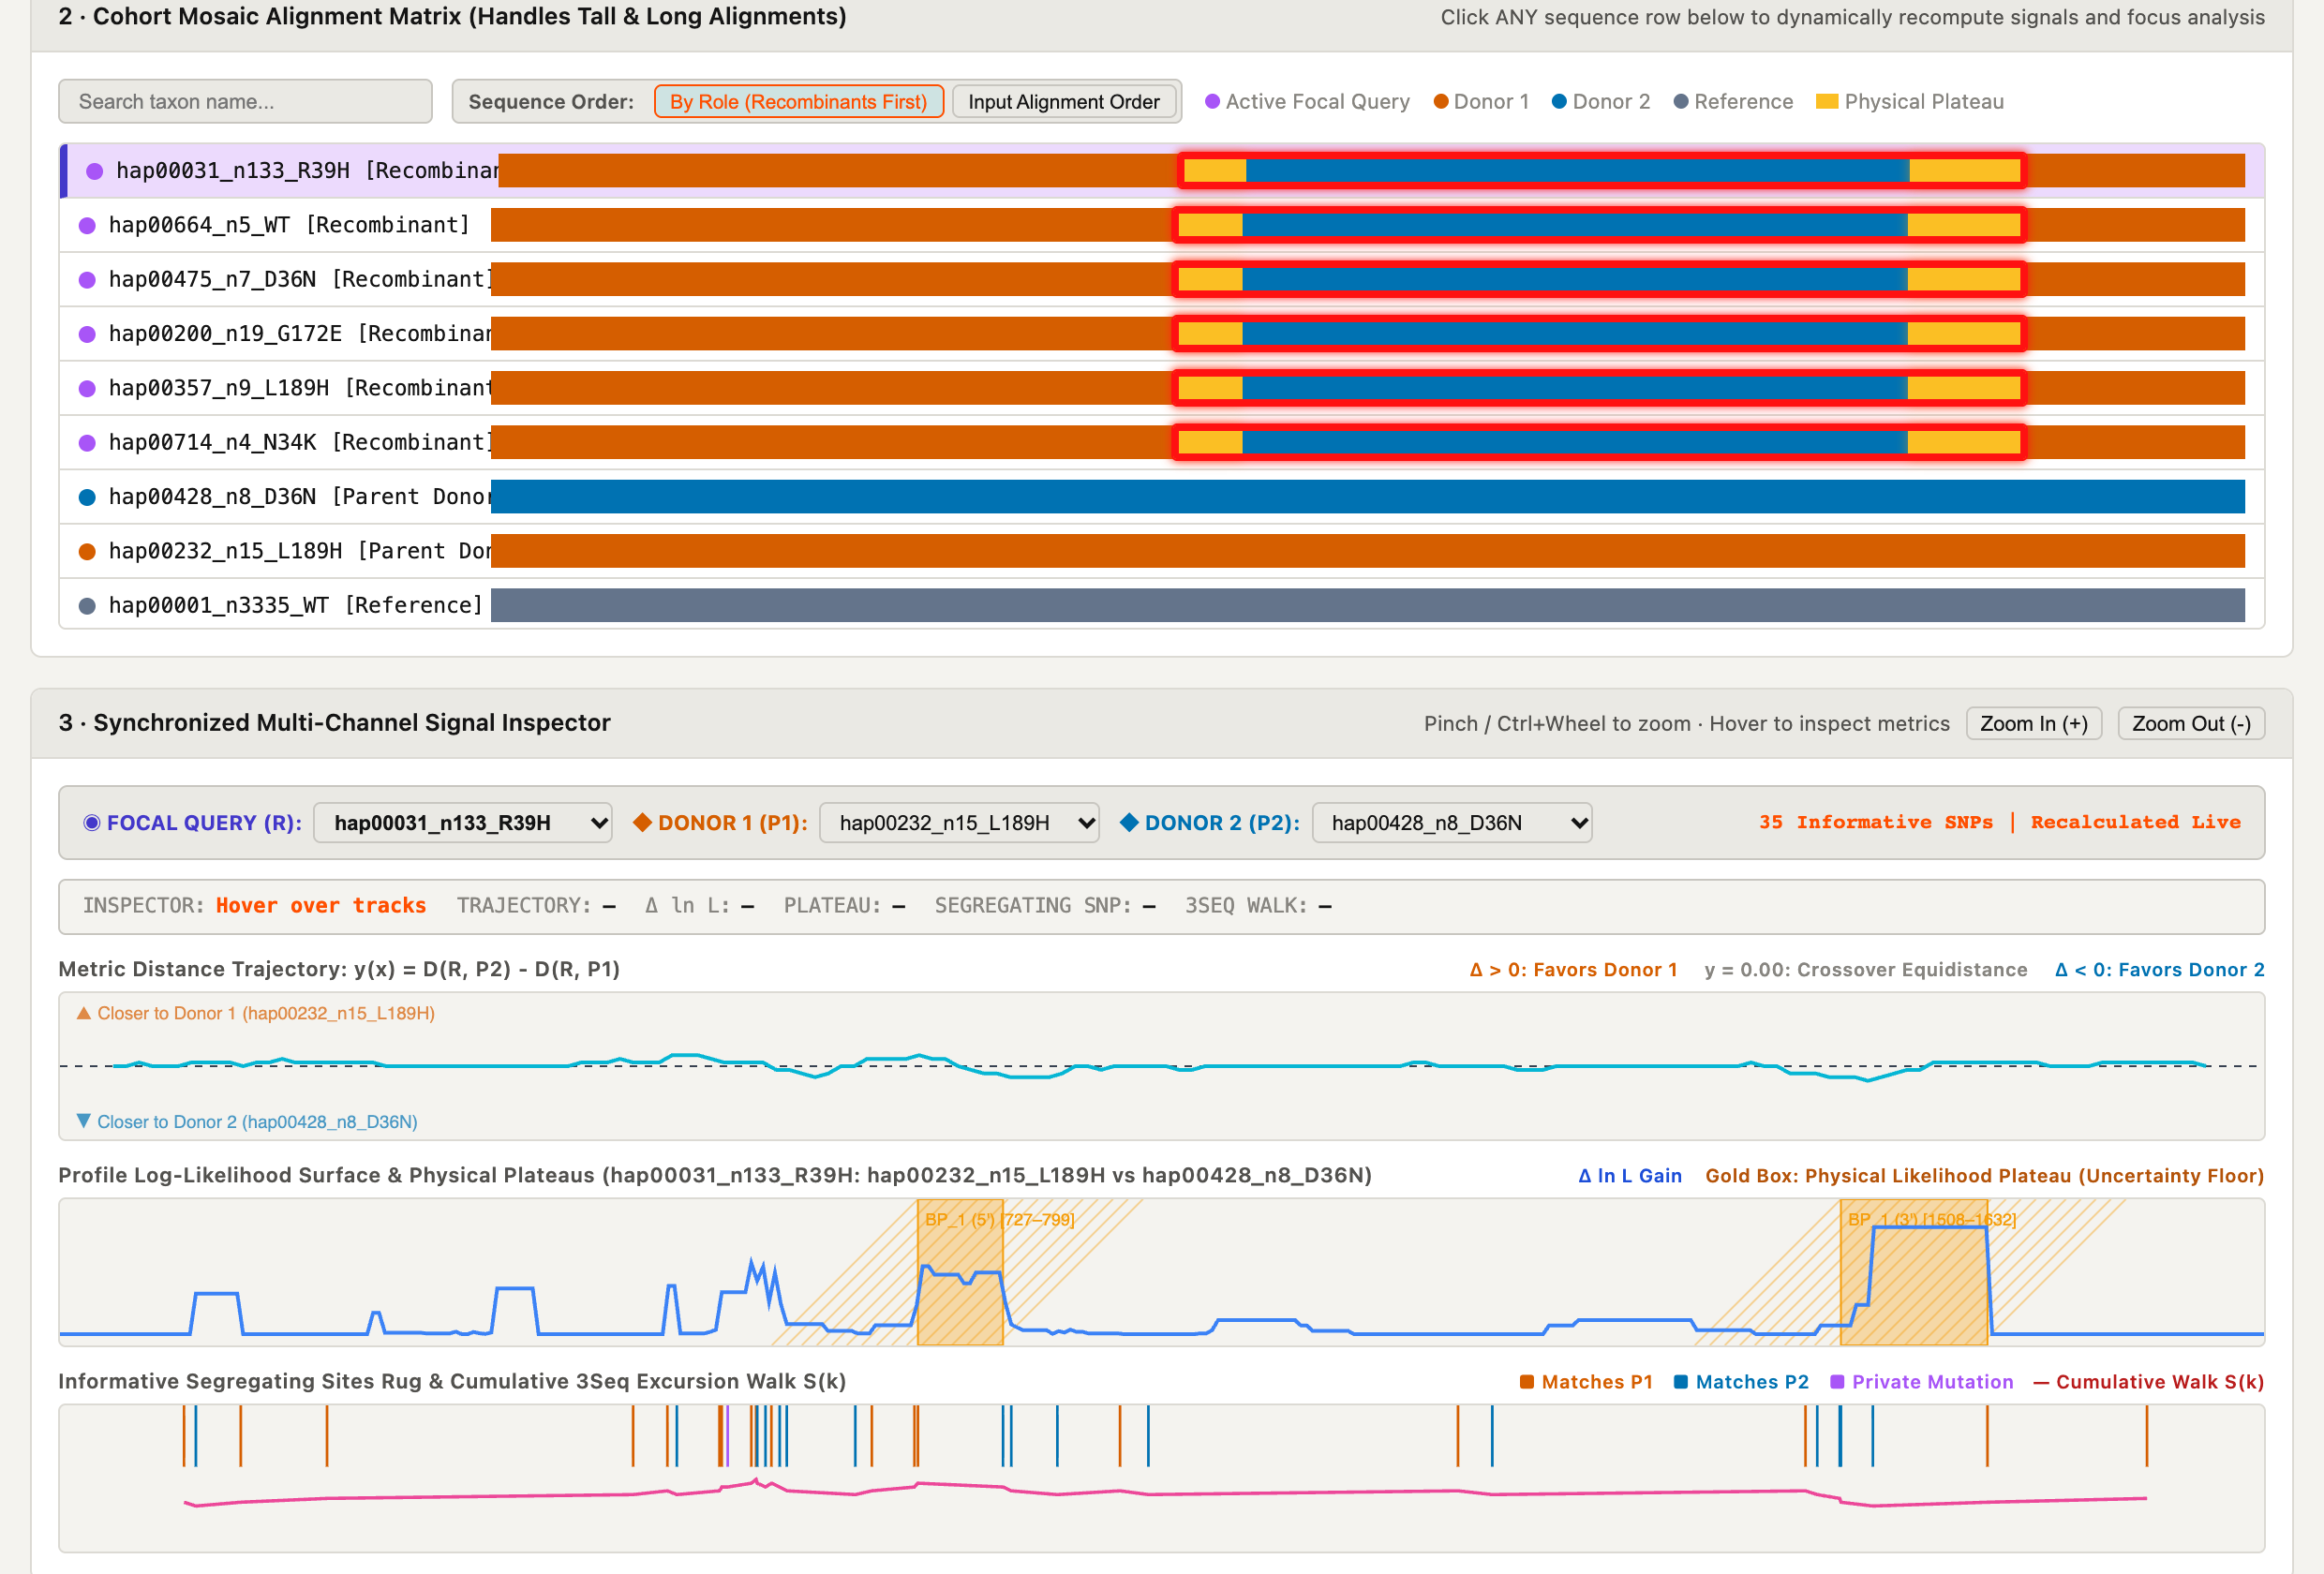 2 · Cohort Mosaic Alignment Matrix (Handles Tall & Long Alignments)
Click ANY sequence row below to dynamically recompute signals and focus analysis
Search taxon name...
Sequence Order: By Role (Recombinants First) Input Alignment Order
Active Focal Query Donor 1 Donor 2 Reference Physical Plateau
hap00031_n133_R39H [Recombinan
hap00664_n5_WT [Recombinant]
hap00475_n7_D36N [Recombinant]
hap00200_n19_G172E [Recombinan
hap00357_n9_L189H [Recombinant
hap00714_n4_N34K [Recombinant]
hap00428_n8_D36N [Parent Donor
hap00232_n15_L189H [Parent Don
hap00001_n3335_WT [Reference]
3 · Synchronized Multi-Channel Signal Inspector
Pinch / Ctrl+Wheel to zoom · Hover to inspect metrics Zoom In (+) Zoom Out (-)
◉ FOCAL QUERY (R): hap00031_n133_R39H ◆ DONOR 1 (P1): hap00232_n15_L189H ◆ DONOR 2 (P2): hap00428_n8_D36N 35 Informative SNPs | Recalculated Live
INSPECTOR: Hover over tracks TRAJECTORY: – Δ ln L: – PLATEAU: – SEGREGATING SNP: – 3SEQ WALK: –
Metric Distance Trajectory: y(x) = D(R, P2) - D(R, P1)
Δ > 0: Favors Donor 1 y = 0.00: Crossover Equidistance Δ < 0: Favors Donor 2
▲ Closer to Donor 1 (hap00232_n15_L189H)
▼ Closer to Donor 2 (hap00428_n8_D36N)
Profile Log-Likelihood Surface & Physical Plateaus (hap00031_n133_R39H: hap00232_n15_L189H vs hap00428_n8_D36N)
Δ ln L Gain Gold Box: Physical Likelihood Plateau (Uncertainty Floor)
BP_1 (5') [727–799]
BP_1 (3') [1508–1632]
Informative Segregating Sites Rug & Cumulative 3Seq Excursion Walk S(k)
Matches P1 Matches P2 Private Mutation — Cumulative Walk S(k)